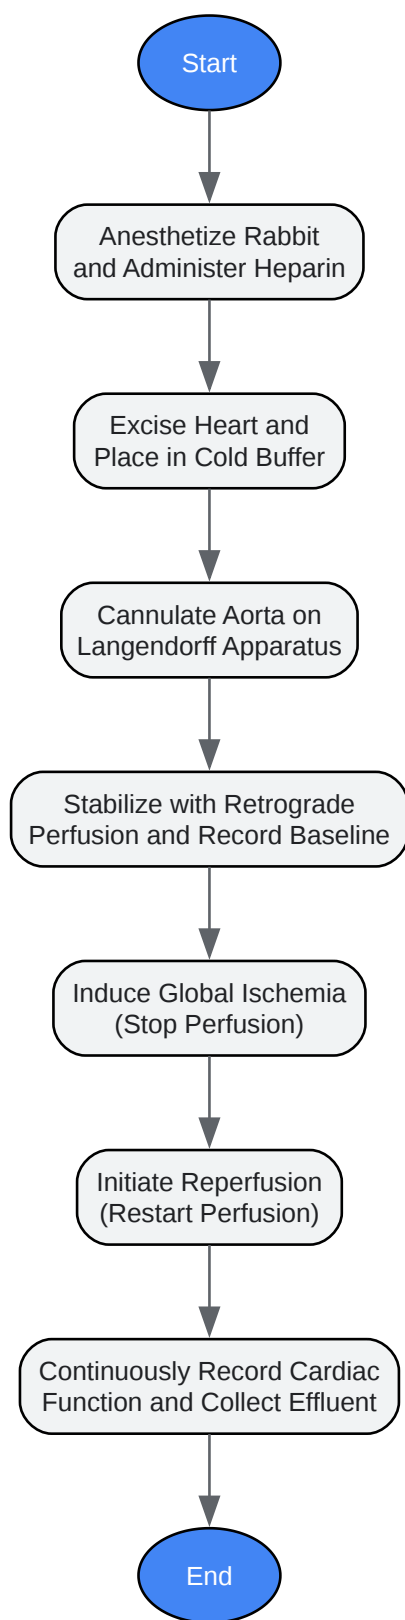 Start
Anesthetize Rabbit
and Administer Heparin
Excise Heart and
Place in Cold Buffer
Cannulate Aorta on
Langendorff Apparatus
Stabilize with Retrograde
Perfusion and Record Baseline
Induce Global Ischemia
(Stop Perfusion)
Initiate Reperfusion
(Restart Perfusion)
Continuously Record Cardiac
Function and Collect Effluent
End